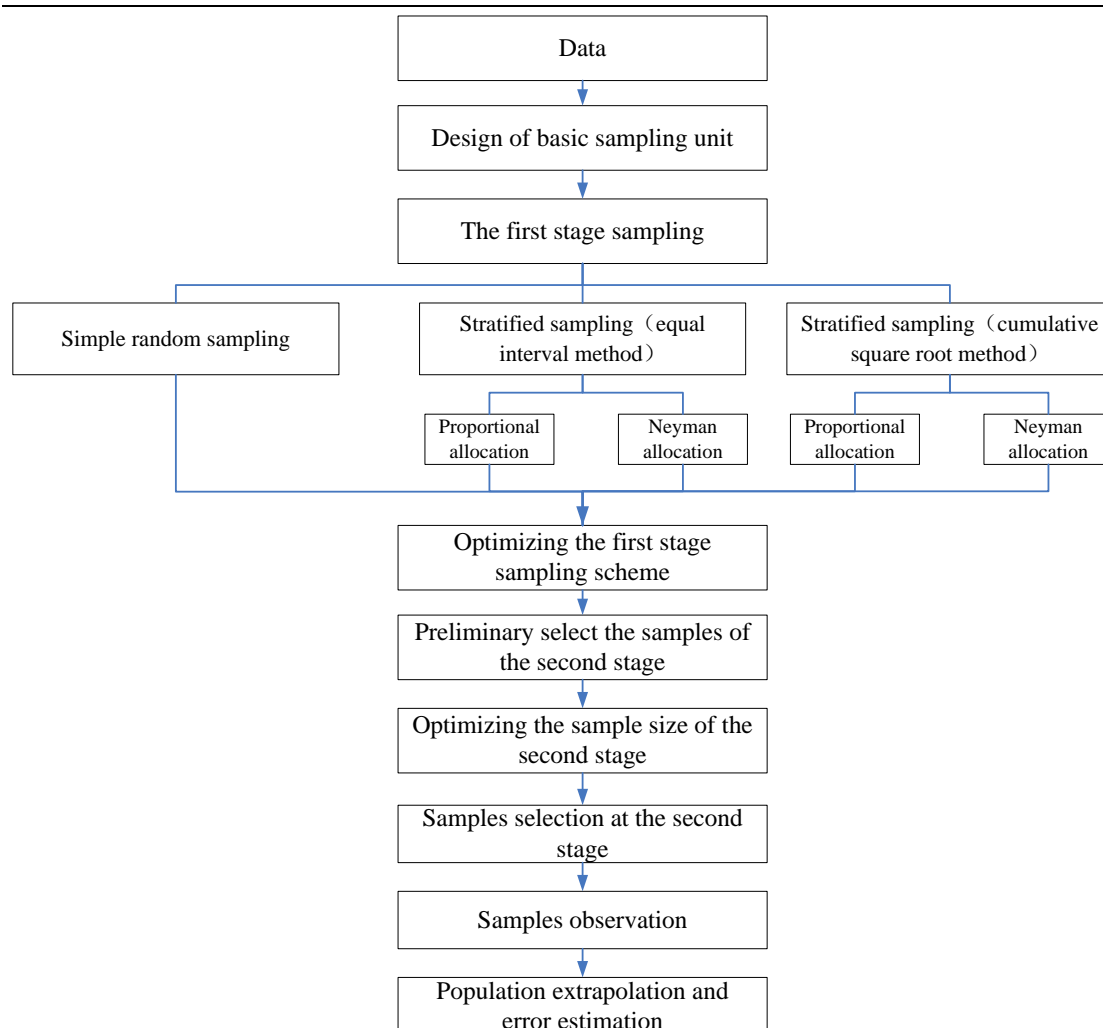 Data
Design of basic sampling unit
The first stage sampling
Simple random sampling
Stratified sampling（equal
interval method）
Stratified sampling（cumulative
square root method）
Proportional
allocation
Neyman
allocation
Proportional
allocation
Neyman
allocation
Optimizing the first stage
sampling scheme
Preliminary select the samples of
the second stage
Optimizing the sample size of the
second stage
Samples selection at the second
stage
Samples observation
Population extrapolation and
error estimation